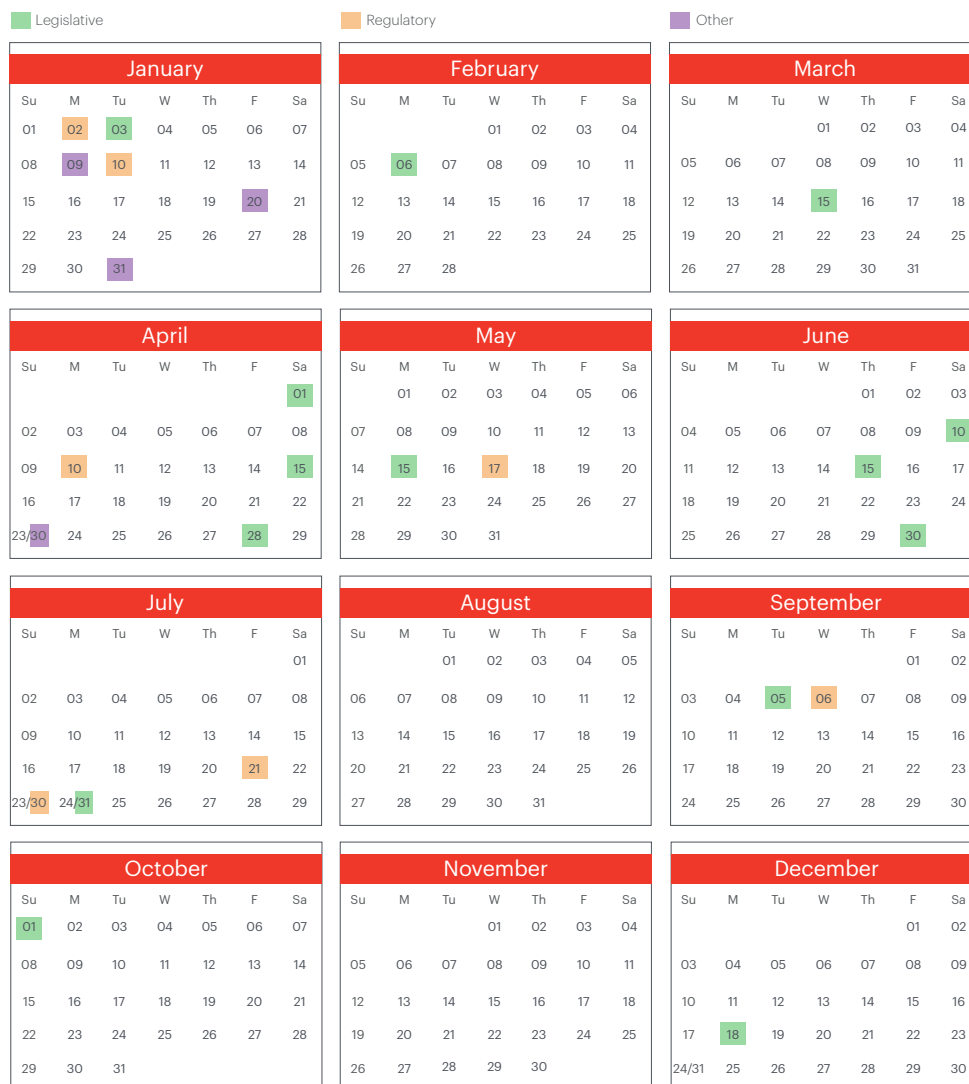 Legislative Regulatory Other
January February March
Su M Tu W Th F Sa Su M Tu W Th F Sa Su M Tu W Th F Sa
01 02 03 04 05 06 07 01 02 03 04 01 02 03 04
08 09 10 11 12 13 14 05 06 07 08 09 10 11 05 06 07 08 09 10 11
15 16 17 18 19 20 21 12 13 14 15 16 17 18 12 13 14 15 16 17 18
22 23 24 25 26 27 28 19 20 21 22 23 24 25 19 20 21 22 23 24 25
29 30 31 26 27 28 26 27 28 29 30 31
April May June
Su M Tu W Th F Sa Su M Tu W Th F Sa Su M Tu W Th F Sa
01 01 02 03 04 05 06 01 02 03
02 03 04 05 06 07 08 07 08 09 10 11 12 13 04 05 06 07 08 09 10
09 10 11 12 13 14 15 14 15 16 17 18 19 20 11 12 13 14 15 16 17
16 17 18 19 20 21 22 21 22 23 24 25 26 27 18 19 20 21 22 23 24
23/30 24 25 26 27 28 29 28 29 30 31 25 26 27 28 29 30
July August September
Su M Tu W Th F Sa Su M Tu W Th F Sa Su M Tu W Th F Sa
01 01 02 03 04 05 01 02
02 03 04 05 06 07 08 06 07 08 09 10 11 12 03 04 05 06 07 08 09
09 10 11 12 13 14 15 13 14 15 16 17 18 19 10 11 12 13 14 15 16
16 17 18 19 20 21 22 20 21 22 23 24 25 26 17 18 19 20 21 22 23
23/30 24/31 25 26 27 28 29 27 28 29 30 31 24 25 26 27 28 29 30
October November December
Su M Tu W Th F Sa Su M Tu W Th F Sa Su M Tu W Th F Sa
01 02 03 04 05 06 07 01 02 03 04 01 02
08 09 10 11 12 13 14 05 06 07 08 09 10 11 03 04 05 06 07 08 09
15 16 17 18 19 20 21 12 13 14 15 16 17 18 10 11 12 13 14 15 16
22 23 24 25 26 27 28 19 20 21 22 23 24 25 17 18 19 20 21 22 23
29 30 31 26 27 28 29 30 24/31 25 26 27 28 29 30